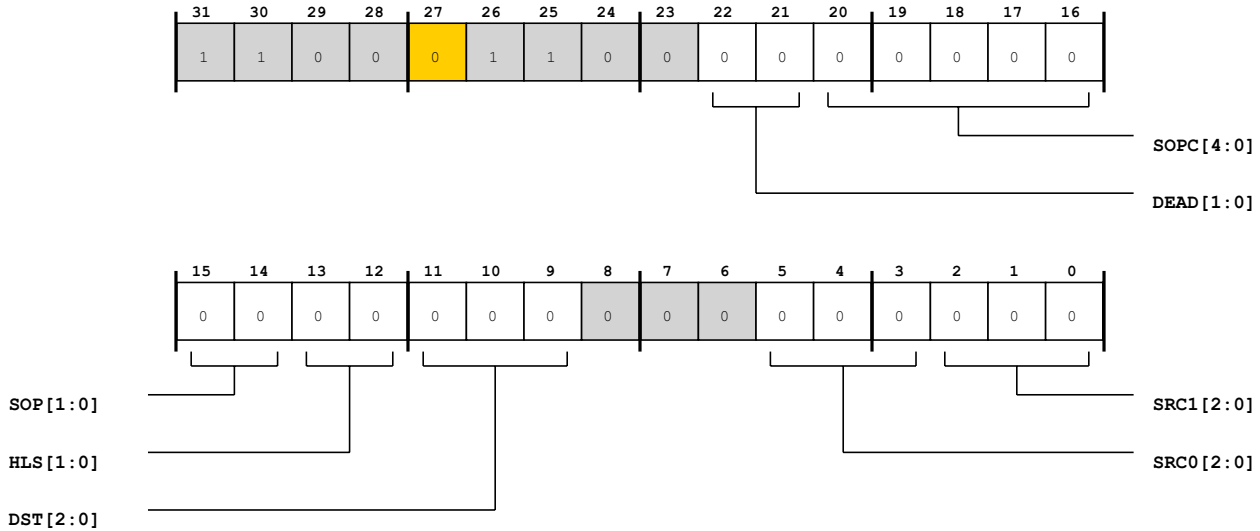 31 30 29 28 27 26 25 24 23 22 21 20 19 18 17 16
1 1 0 0 0 1 1 0 0 0 0 0 0 0 0 0
SOPC[4:0]
DEAD[1:0]
15 14 13 12 11 10 9 8 7 6 5 4 3 2 1 0
0 0 0 0 0 0 0 0 0 0 0 0 0 0 0 0
SOP[1:0] SRC1[2:0]
HLS[1:0] SRC0[2:0]
DST[2:0]